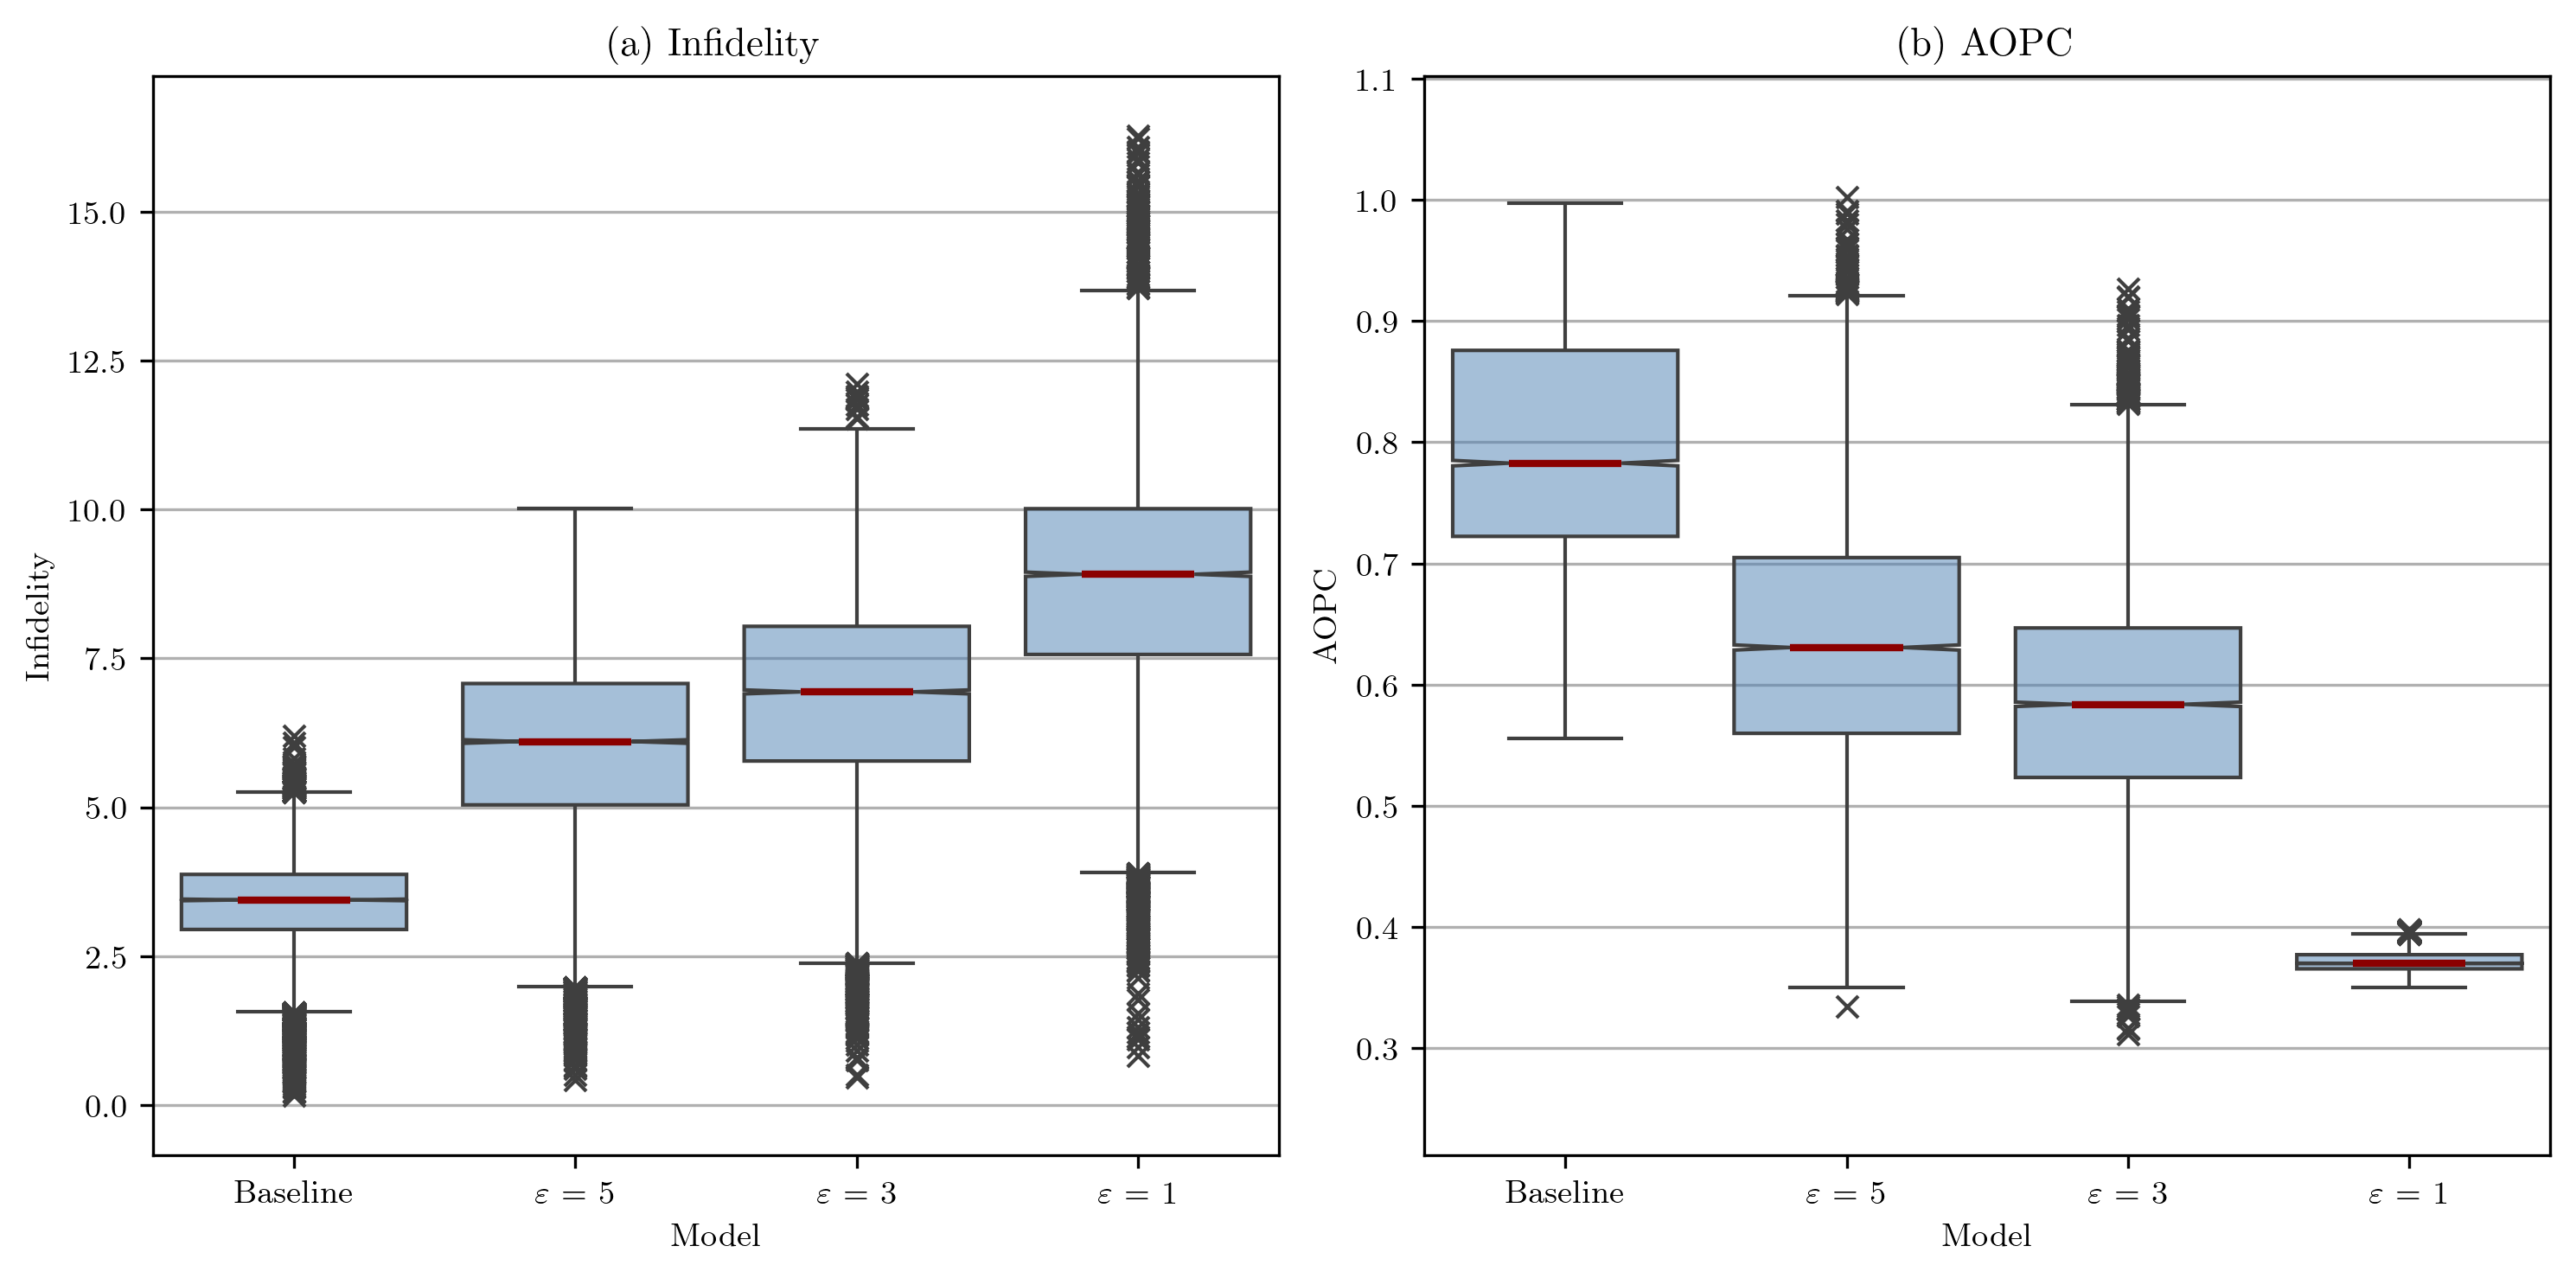 (a) Infidelity
Infidelity
15.0
12.5
10.0
7.5
5.0
2.5
0.0
Baseline
ε = 5
ε = 3
ε = 1
Model
(b) AOPC
AOPC
1.1
1.0
0.9
0.8
0.7
0.6
0.5
0.4
0.3
Baseline
ε = 5
ε = 3
ε = 1
Model